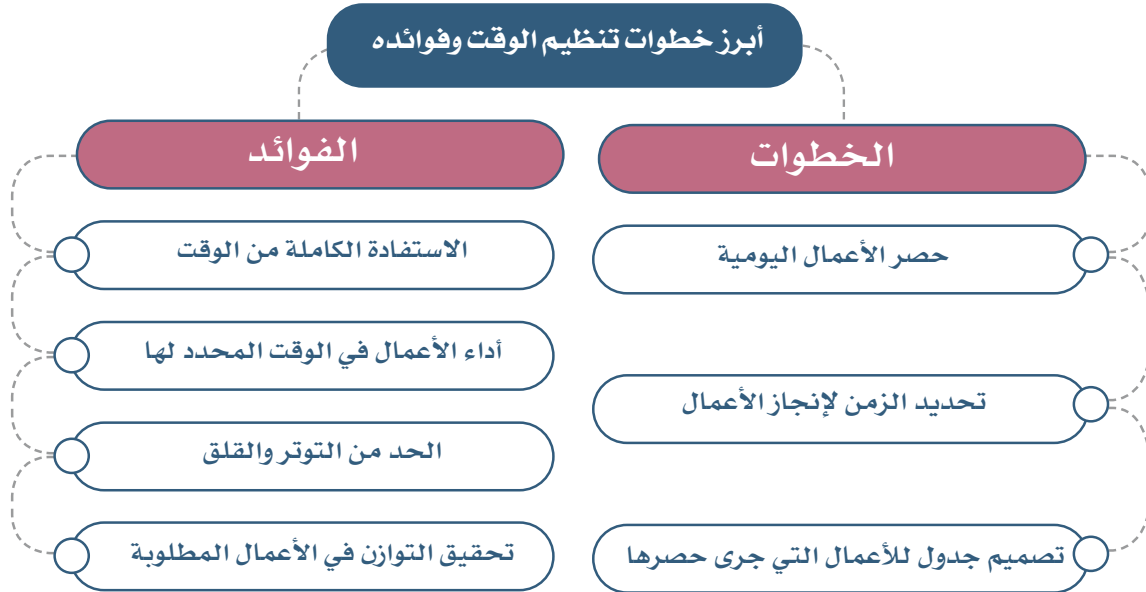 أبرز خطوات تنظيم الوقت وفوائده
الخطوات
حصر الأعمال اليومية
تحديد الزمن لإنجاز الأعمال
تصميم جدول للأعمال التي جرى حصرها
الفوائد
الاستفادة الكاملة من الوقت
أداء الأعمال في الوقت المحدد لها
الحد من التوتر والقلق
تحقيق التوازن في الأعمال المطلوبة